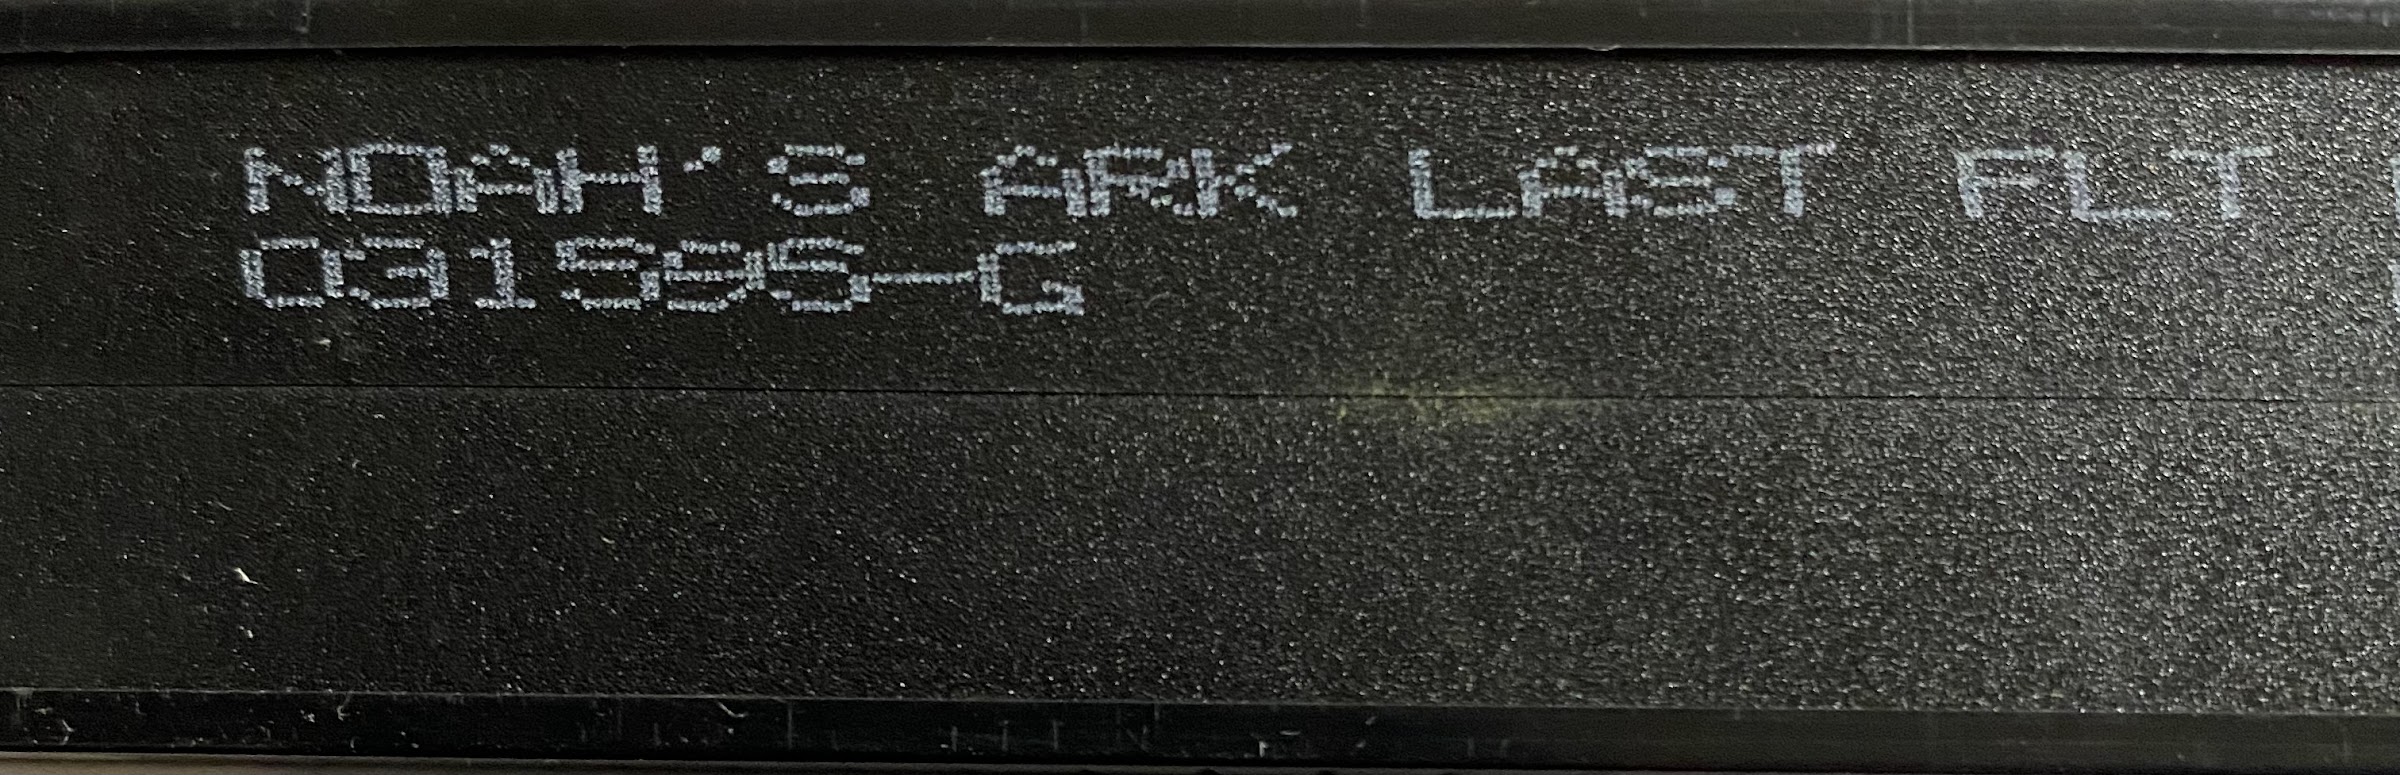 NOAH'S ARK LAST FLT
031595-G